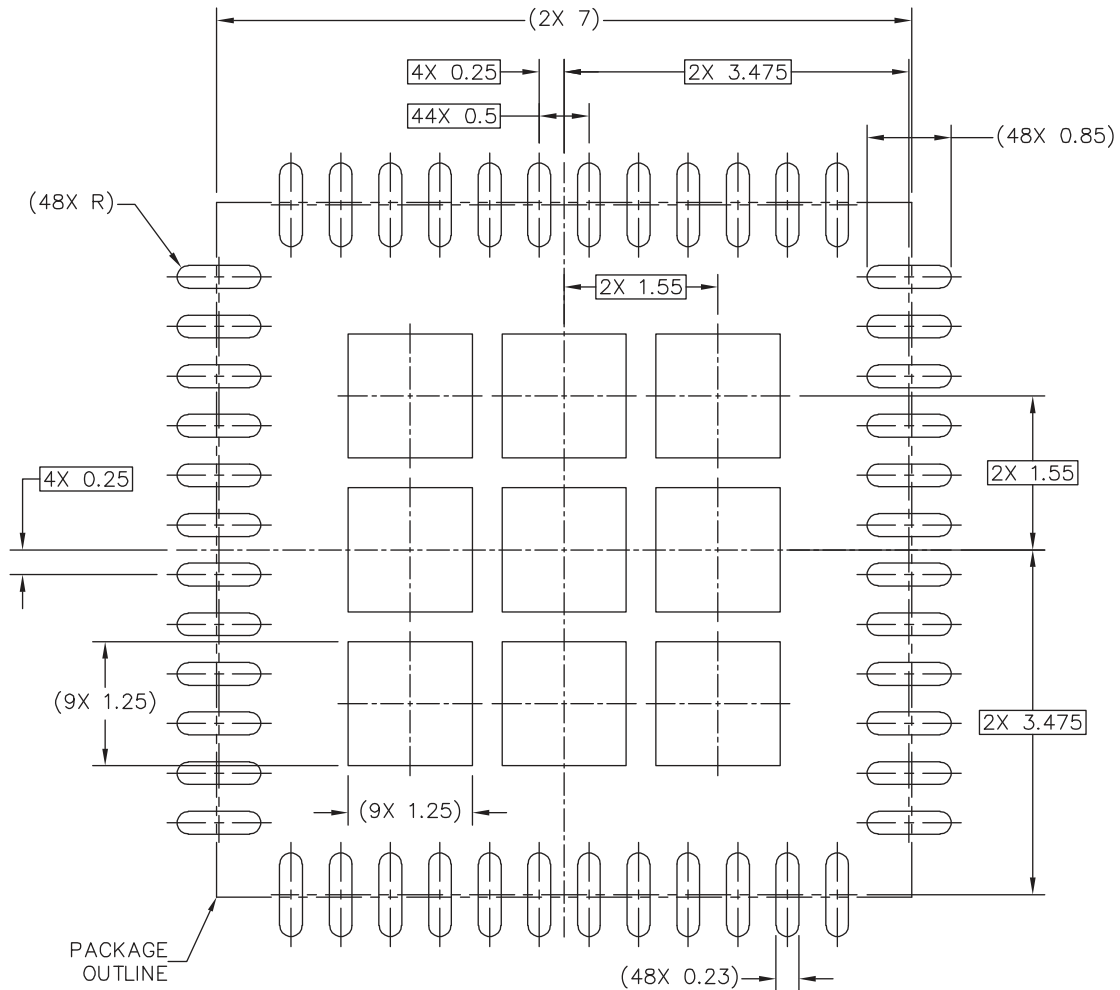 (2X 7)
4X 0.25
2X 3.475
44X 0.5
(48X 0.85)
(48X R)
2X 1.55
4X 0.25
2X 1.55
(9X 1.25)
2X 3.475
(9X 1.25)
PACKAGE
OUTLINE
(48X 0.23)